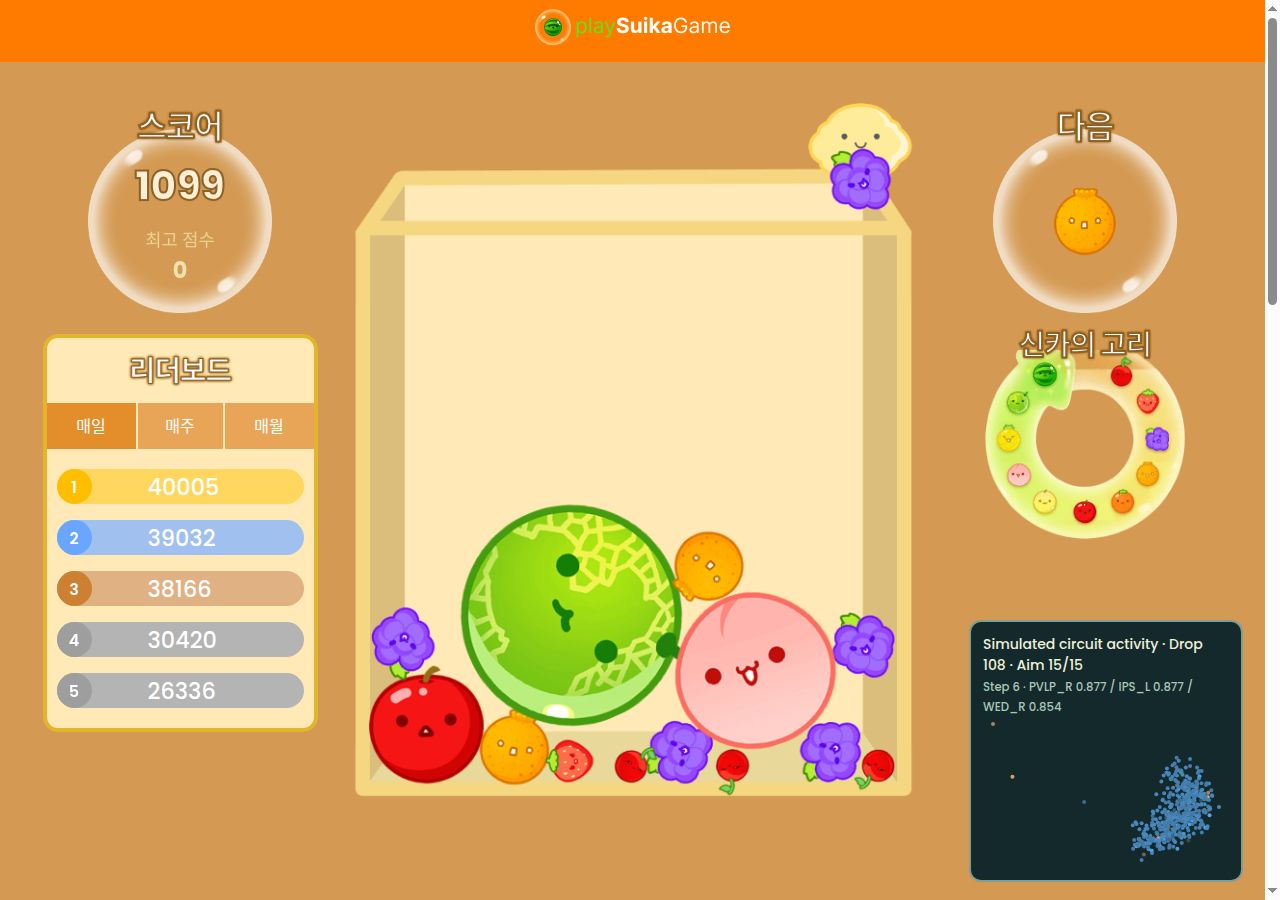 playSuikaGame
스코어
1099
최고 점수
0
다음
신카의 고리
리더보드
매일 매주 매월
1 40005
2 39032
3 38166
4 30420
5 26336
Simulated circuit activity · Drop
108 · Aim 15/15
Step 6 · PVLP_R 0.877 / IPS_L 0.877 /
WED_R 0.854